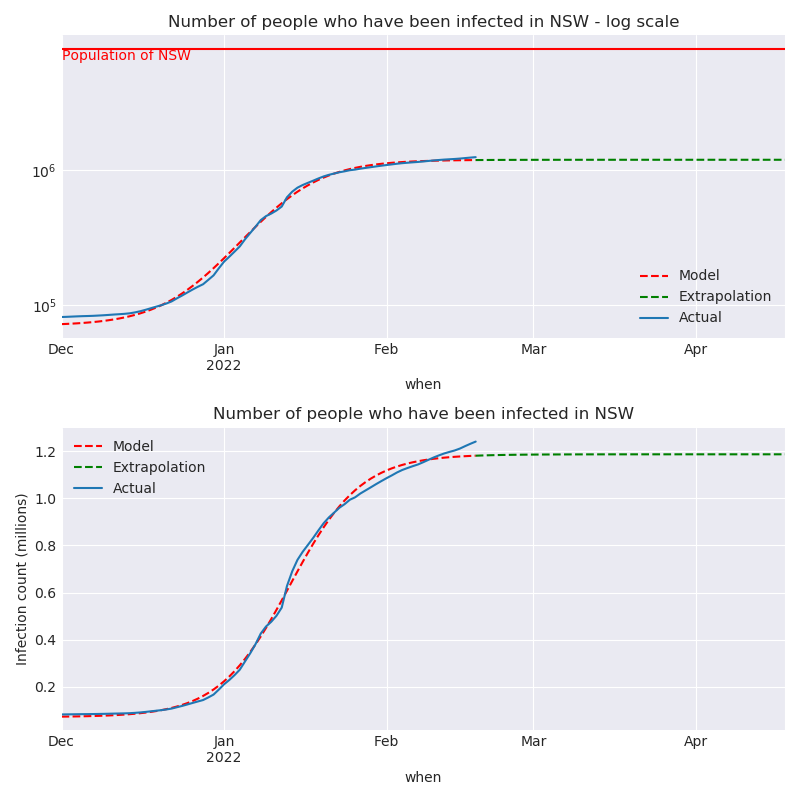 Number of people who have been infected in NSW - log scale
Population of NSW
10^6
10^5
Model
Extrapolation
Actual
Dec Jan Feb Mar Apr
2022
when
Number of people who have been infected in NSW
Infection count (millions)
1.2
1.0
0.8
0.6
0.4
0.2
Model
Extrapolation
Actual
Dec Jan Feb Mar Apr
2022
when